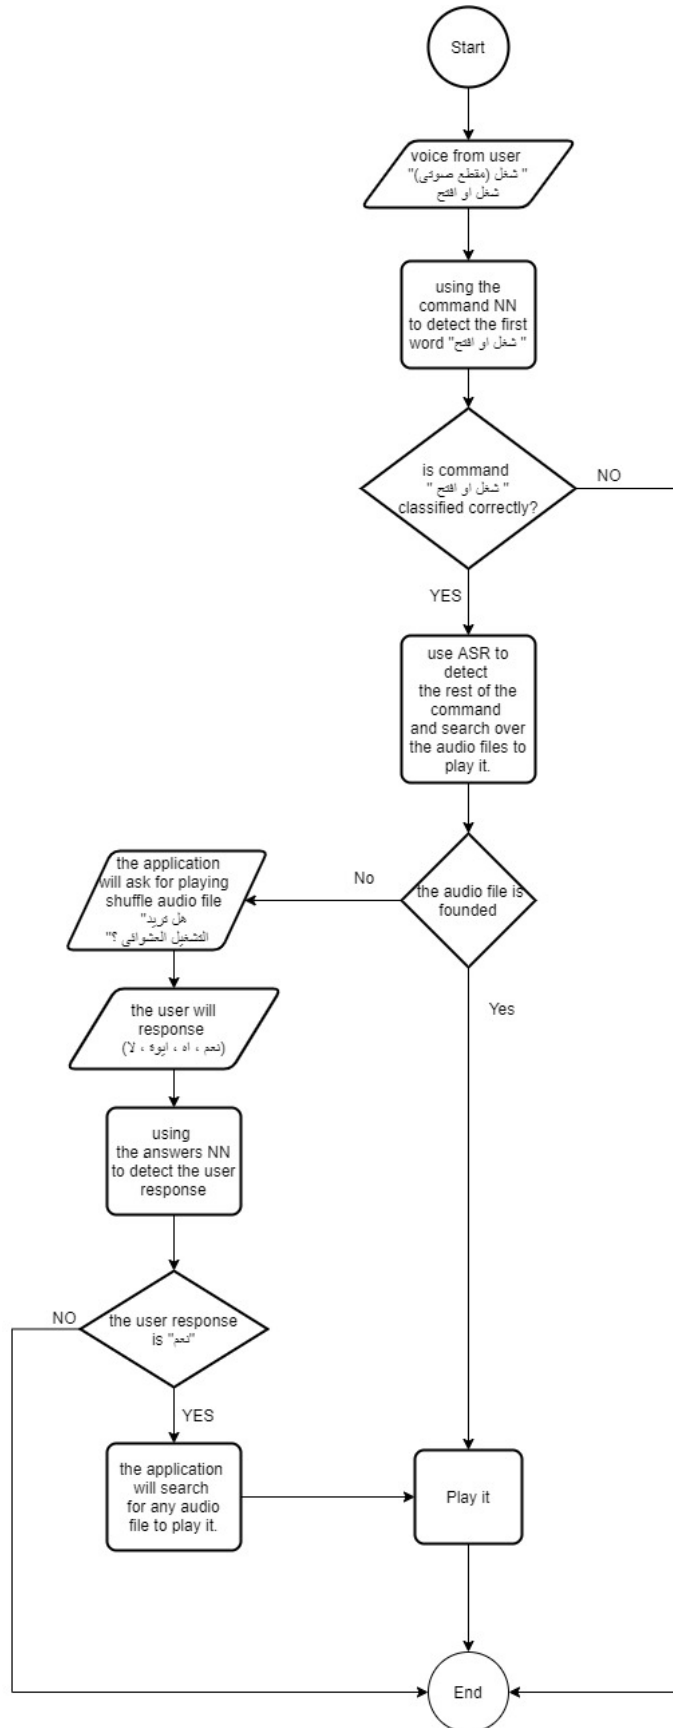 Start
voice from user
"شغل (مقطع صوتى)"
شغل او افتح
using the
command NN
to detect the first
word "شغل او افتح"
is command
"شغل او افتح"
classified correctly?
NO
YES
use ASR to
detect
the rest of the
command
and search over
the audio files to
play it.
the audio file is
founded
No
Yes
the application
will ask for playing
shuffle audio file
"هل تريد
التشغيل العشوائى ؟"
the user will
response
(نعم ، اه ، ايوة ، لا)
using
the answers NN
to detect the user
response
the user response
is "نعم"
NO
YES
the application
will search
for any audio
file to play it.
Play it
End